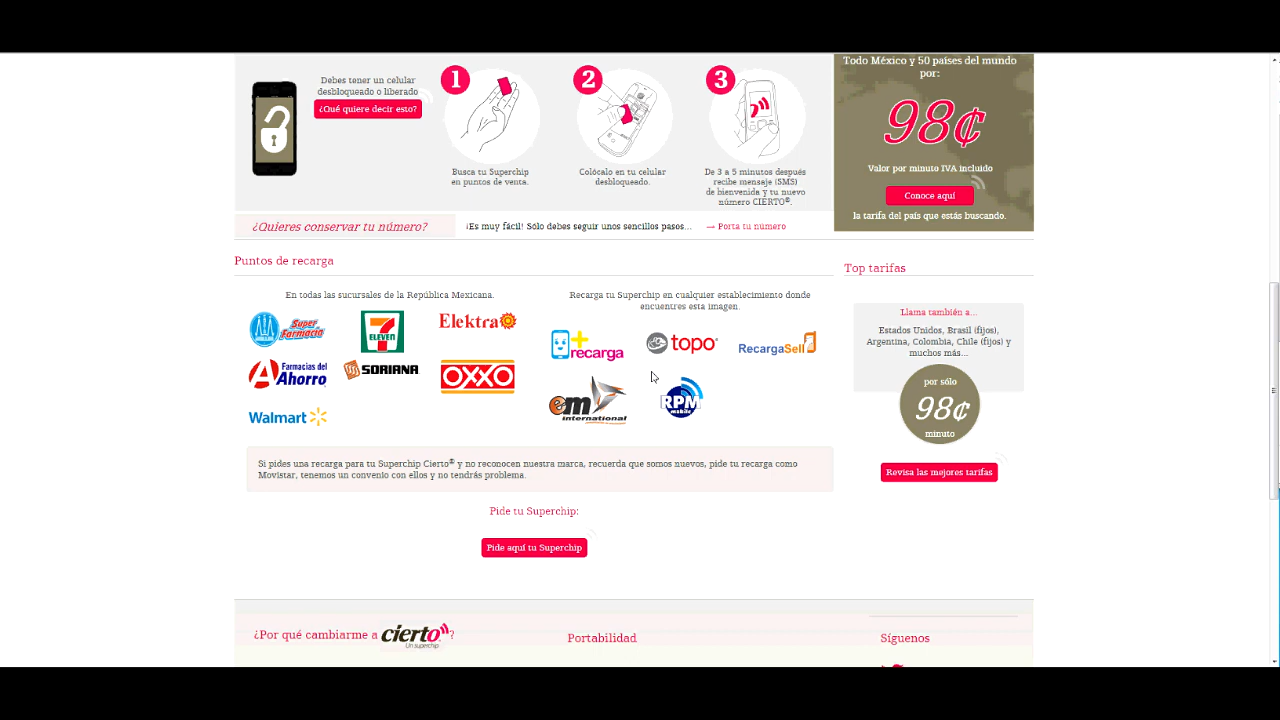 Debes tener un celular
desbloqueado o liberado
¿Qué quiere decir esto?
1
Busca tu Superchip
en puntos de venta.
2
Colócalo en tu celular
desbloqueado.
3
De 3 a 5 minutos después
recibe mensaje (SMS)
de bienvenida y tu nuevo
número CIERTO®.
Todo México y 50 países del mundo
por:
98¢
Valor por minuto IVA incluido
Conoce aquí
la tarifa del país que estás buscando.
¿Quieres conservar tu número?
¡Es muy fácil! Sólo debes seguir unos sencillos pasos...
→ Porta tu número
Puntos de recarga
En todas las sucursales de la República Mexicana.
Super
Farmacia
7
ELEVEN
Elektra
Farmacias del
Ahorro
SORIANA
OXXO
Walmart
Recarga tu Superchip en cualquier establecimiento donde
encuentres esta imagen.
+
recarga
topo
RecargaSell
em
international
RPM
mobile
Si pides una recarga para tu Superchip Cierto® y no reconocen nuestra marca, recuerda que somos nuevos, pide tu recarga como
Movistar, tenemos un convenio con ellos y no tendrás problema.
Pide tu Superchip:
Pide aquí tu Superchip
Top tarifas
Llama también a...
Estados Unidos, Brasil (fijos),
Argentina, Colombia, Chile (fijos) y
muchos más...
por sólo
98¢
minuto
Revisa las mejores tarifas
¿Por qué cambiarme a cierto?
Un superchip
Portabilidad
Síguenos